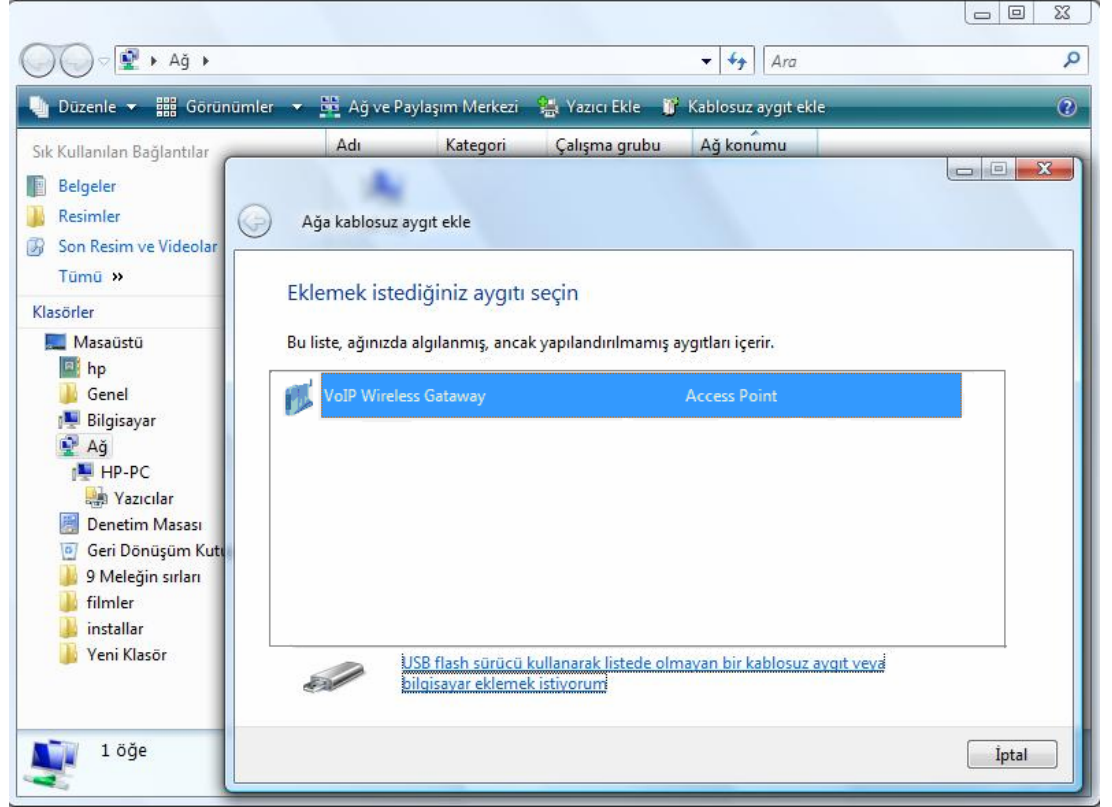 Ağ
Ara
Düzenle Görünümler Ağ ve Paylaşım Merkezi Yazıcı Ekle Kablosuz aygıt ekle
Sık Kullanılan Bağlantılar
Adı Kategori Çalışma grubu Ağ konumu
Belgeler
Resimler
Son Resim ve Videolar
Tümü »
Klasörler
Masaüstü
hp
Genel
Bilgisayar
Ağ
HP-PC
Yazıcılar
Denetim Masası
Geri Dönüşüm Kutu
9 Meleğin sırları
filmler
installar
Yeni Klasör
1 öğe
Ağa kablosuz aygıt ekle
Eklemek istediğiniz aygıtı seçin
Bu liste, ağınızda algılanmış, ancak yapılandırılmamış aygıtları içerir.
VoIP Wireless Gataway Access Point
USB flash sürücü kullanarak listede olmayan bir kablosuz aygıt veya
bilgisayar eklemek istiyorum
İptal